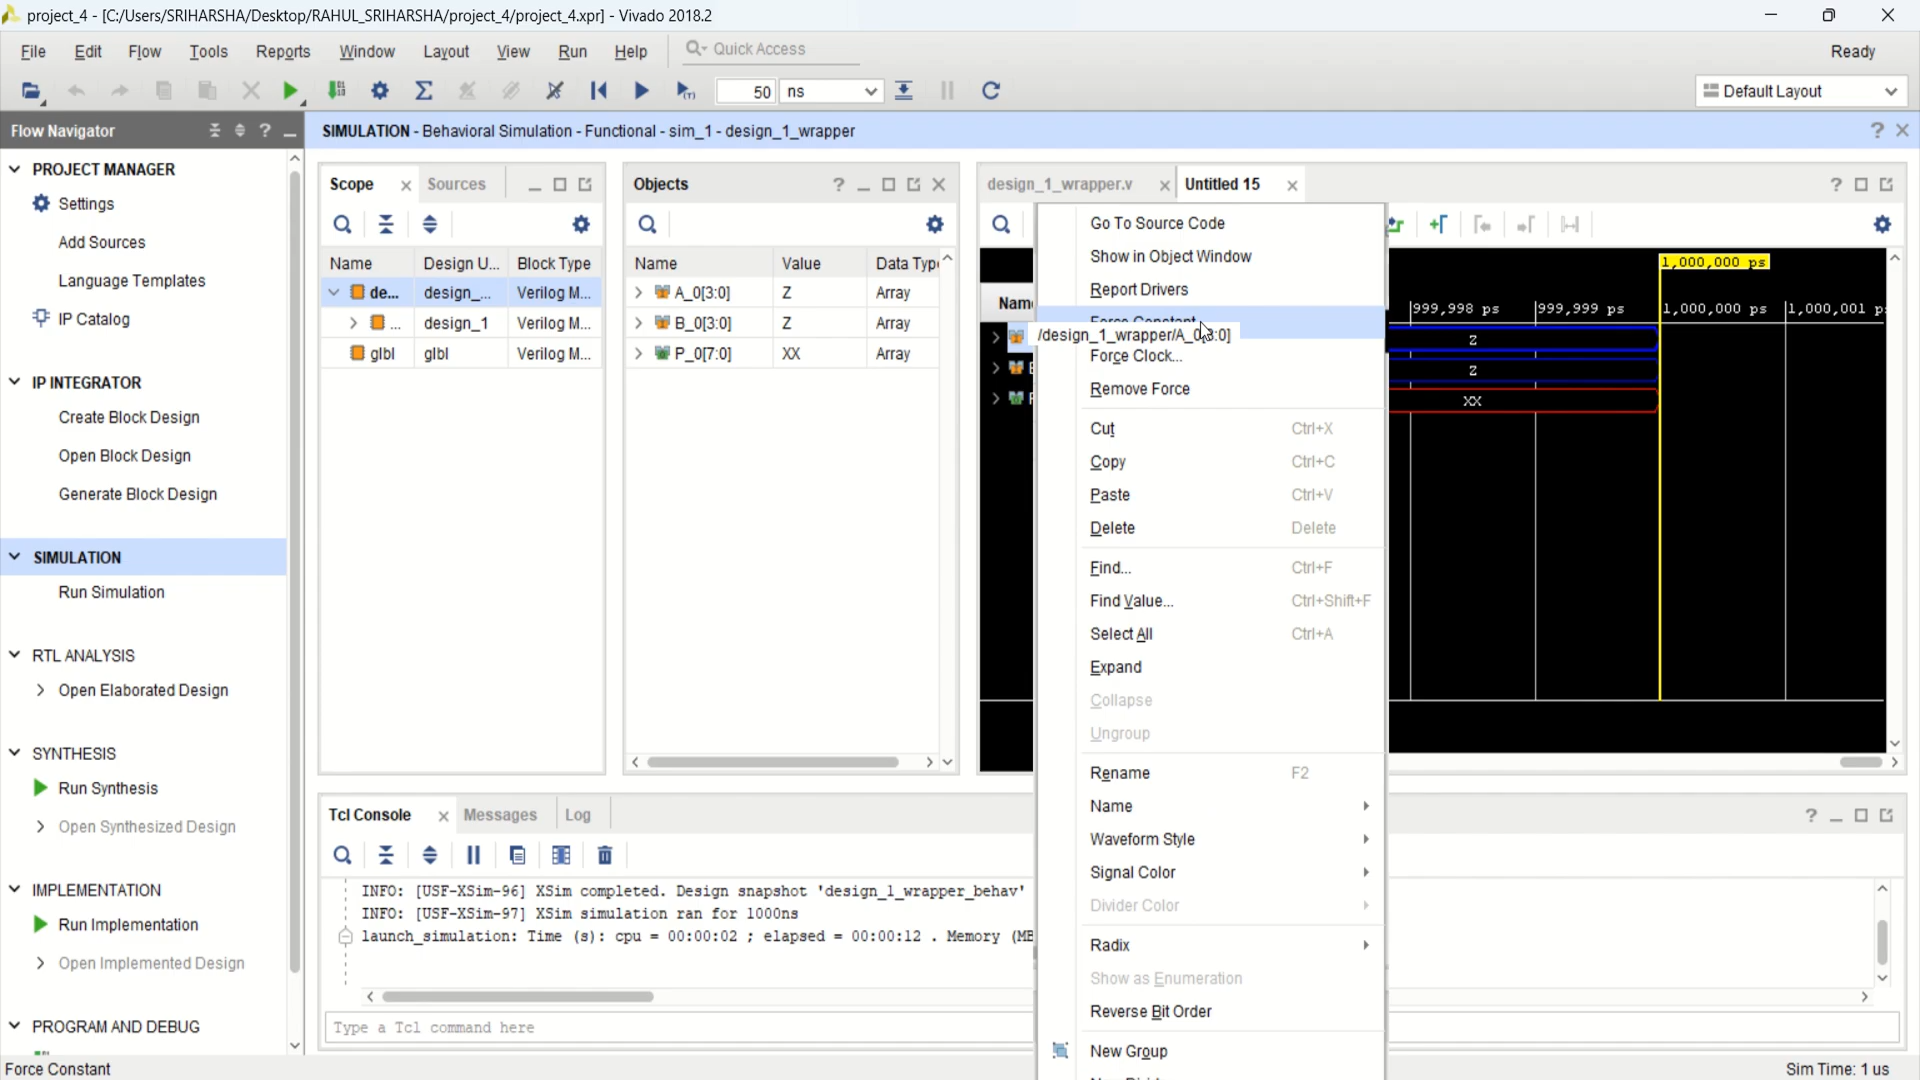 project_4 - [C:/Users/SRIHARSHA/Desktop/RAHUL_SRIHARSHA/project_4/project_4.xpr] - Vivado 2018.2
File Edit Flow Tools Reports Window Layout View Run Help Quick Access Ready
50 ns Default Layout
Flow Navigator
SIMULATION - Behavioral Simulation - Functional - sim_1 - design_1_wrapper
PROJECT MANAGER
Settings
Add Sources
Language Templates
IP Catalog
IP INTEGRATOR
Create Block Design
Open Block Design
Generate Block Design
SIMULATION
Run Simulation
RTL ANALYSIS
Open Elaborated Design
SYNTHESIS
Run Synthesis
Open Synthesized Design
IMPLEMENTATION
Run Implementation
Open Implemented Design
PROGRAM AND DEBUG
Scope Sources
Name Design U... Block Type
de... design_... Verilog M...
... design_1 Verilog M...
glbl glbl Verilog M...
Objects
Name Value Data Typ
A_0[3:0] Z Array
B_0[3:0] Z Array
P_0[7:0] XX Array
design_1_wrapper.v Untitled 15
1,000,000 ps
999,998 ps 999,999 ps 1,000,000 ps 1,000,001 p
Z
Z
XX
Go To Source Code
Show in Object Window
Report Drivers
Force Constant
/design_1_wrapper/A_0[3:0]
Force Clock...
Remove Force
Cut Ctrl+X
Copy Ctrl+C
Paste Ctrl+V
Delete Delete
Find... Ctrl+F
Find Value... Ctrl+Shift+F
Select All Ctrl+A
Expand
Collapse
Ungroup
Rename F2
Name
Waveform Style
Signal Color
Divider Color
Radix
Show as Enumeration
Reverse Bit Order
New Group
Tcl Console Messages Log
INFO: [USF-XSim-96] XSim completed. Design snapshot 'design_1_wrapper_behav'
INFO: [USF-XSim-97] XSim simulation ran for 1000ns
launch_simulation: Time (s): cpu = 00:00:02 ; elapsed = 00:00:12 . Memory (MB
Type a Tcl command here
Force Constant
Sim Time: 1 us